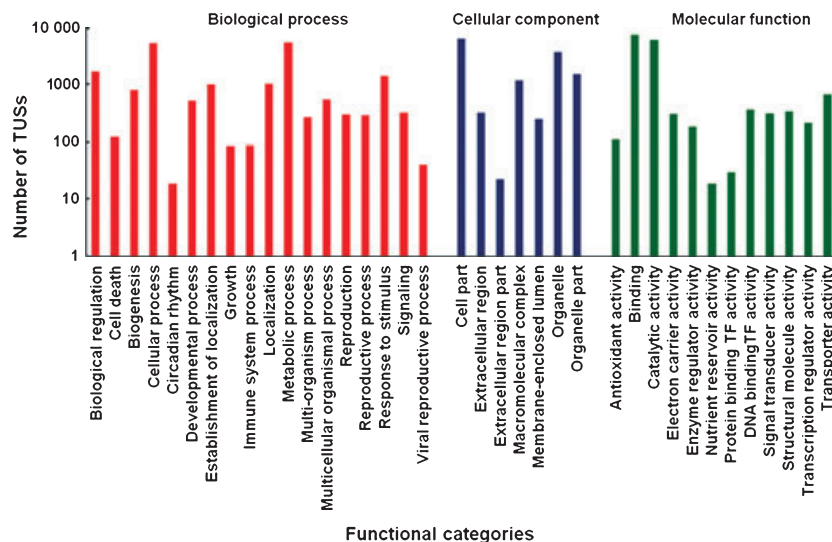 Biological process
Cellular component
Molecular function
Number of TUSs
10 000
1000
100
10
1
Biological regulation
Cell death
Biogenesis
Cellular process
Circadian rhythm
Developmental process
Establishment of localization
Growth
Immune system process
Localization
Metabolic process
Multi-organism process
Multicellular organismal process
Reproduction
Reproductive process
Response to stimulus
Signaling
Viral reproductive process
Cell part
Extracellular region
Extracellular region part
Macromolecular complex
Membrane-enclosed lumen
Organelle
Organelle part
Antioxidant activity
Binding
Catalytic activity
Electron carrier activity
Enzyme regulator activity
Nutrient reservoir activity
Protein binding TF activity
DNA bindingTF activity
Signal transducer activity
Structural molecule activity
Transcription regulator activity
Transporter activity
Functional categories